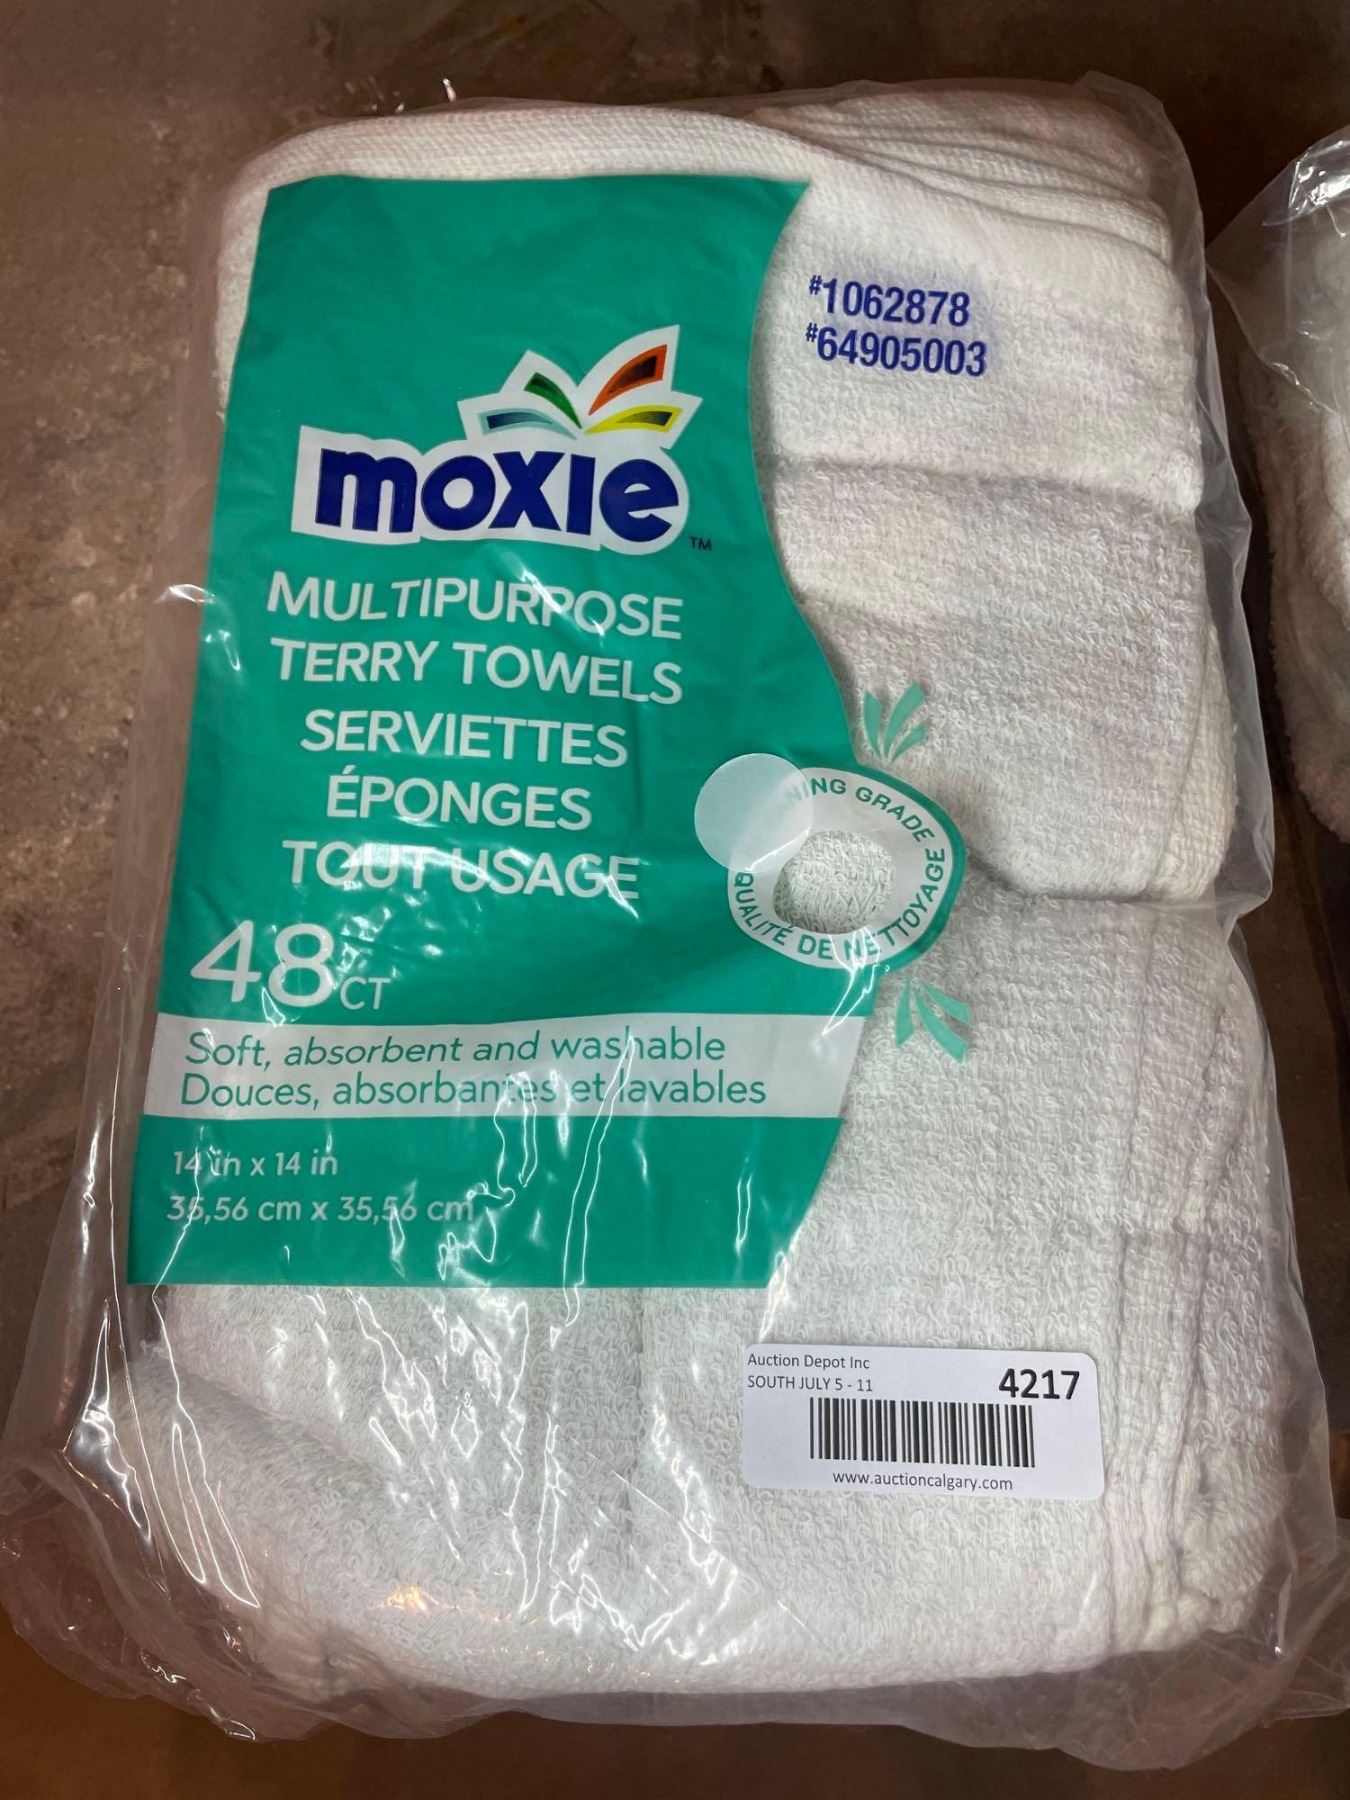 #1062878
#64905003
moxie
TM
MULTIPURPOSE
TERRY TOWELS
SERVIETTES
ÉPONGES
TOUT USAGE
48 CT
GRADE
QUALITÉ DE NETTOYAGE
Soft, absorbent and washable
Douces, absorbantes et lavables
14 in x 14 in
35,56 cm x 35,56 cm
Auction Depot Inc
SOUTH JULY 5 - 11
4217
www.auctioncalgary.com